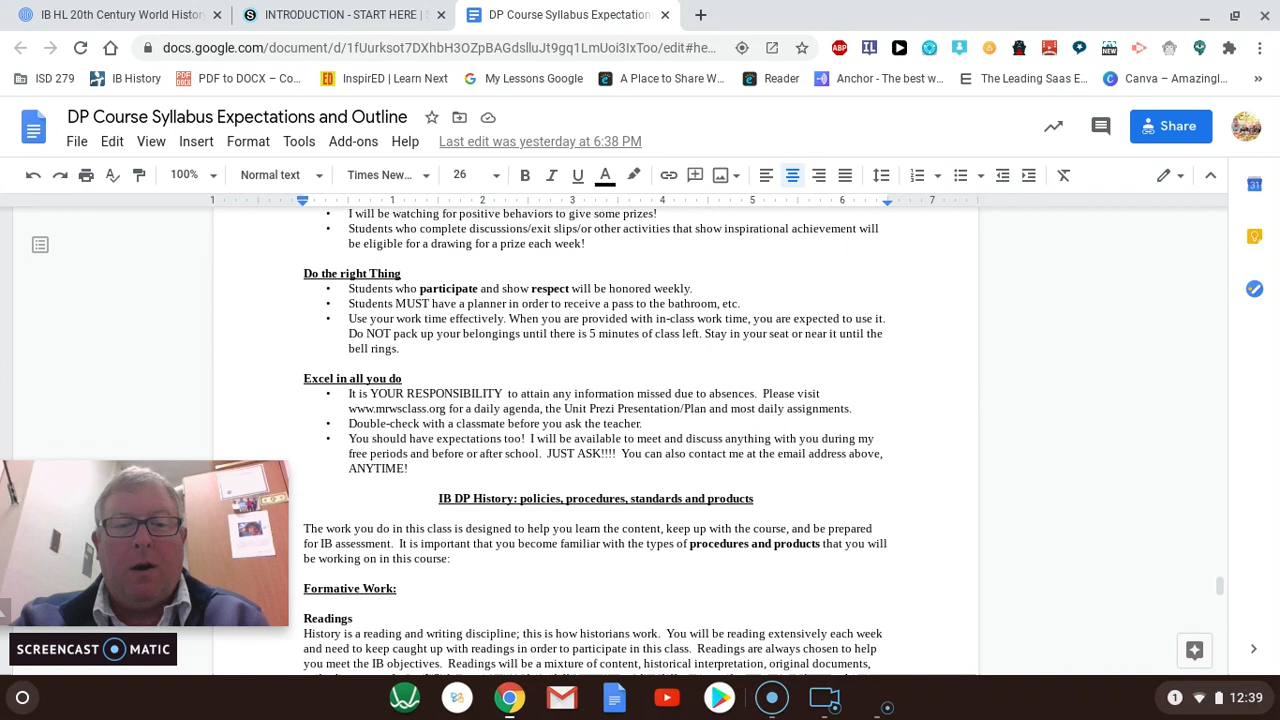 IB HL 20th Century World Histor
INTRODUCTION - START HERE | S
DP Course Syllabus Expectation
docs.google.com/document/d/1fUurksot7DXhbH3OZpBAGdslluJt9gq1LmUoi3IxToo/edit#he...
ISD 279
IB History
PDF to DOCX – Co...
InspirED | Learn Next
My Lessons Google
A Place to Share W...
Reader
Anchor - The best w...
The Leading Saas E...
Canva – Amazingl...
DP Course Syllabus Expectations and Outline
File Edit View Insert Format Tools Add-ons Help Last edit was yesterday at 6:38 PM
Share
100% Normal text Times New... 26
1 1 2 3 4 5 6 7
• I will be watching for positive behaviors to give some prizes!
• Students who complete discussions/exit slips/or other activities that show inspirational achievement will
be eligible for a drawing for a prize each week!
Do the right Thing
• Students who participate and show respect will be honored weekly.
• Students MUST have a planner in order to receive a pass to the bathroom, etc.
• Use your work time effectively. When you are provided with in-class work time, you are expected to use it.
Do NOT pack up your belongings until there is 5 minutes of class left. Stay in your seat or near it until the
bell rings.
Excel in all you do
• It is YOUR RESPONSIBILITY to attain any information missed due to absences. Please visit
www.mrwsclass.org for a daily agenda, the Unit Prezi Presentation/Plan and most daily assignments.
• Double-check with a classmate before you ask the teacher.
• You should have expectations too! I will be available to meet and discuss anything with you during my
free periods and before or after school. JUST ASK!!!! You can also contact me at the email address above,
ANYTIME!
IB DP History: policies, procedures, standards and products
The work you do in this class is designed to help you learn the content, keep up with the course, and be prepared
for IB assessment. It is important that you become familiar with the types of procedures and products that you will
be working on in this course:
Formative Work:
Readings
History is a reading and writing discipline; this is how historians work. You will be reading extensively each week
and need to keep caught up with readings in order to participate in this class. Readings are always chosen to help
you meet the IB objectives. Readings will be a mixture of content, historical interpretation, original documents,
SCREENCAST MATIC
1 12:39